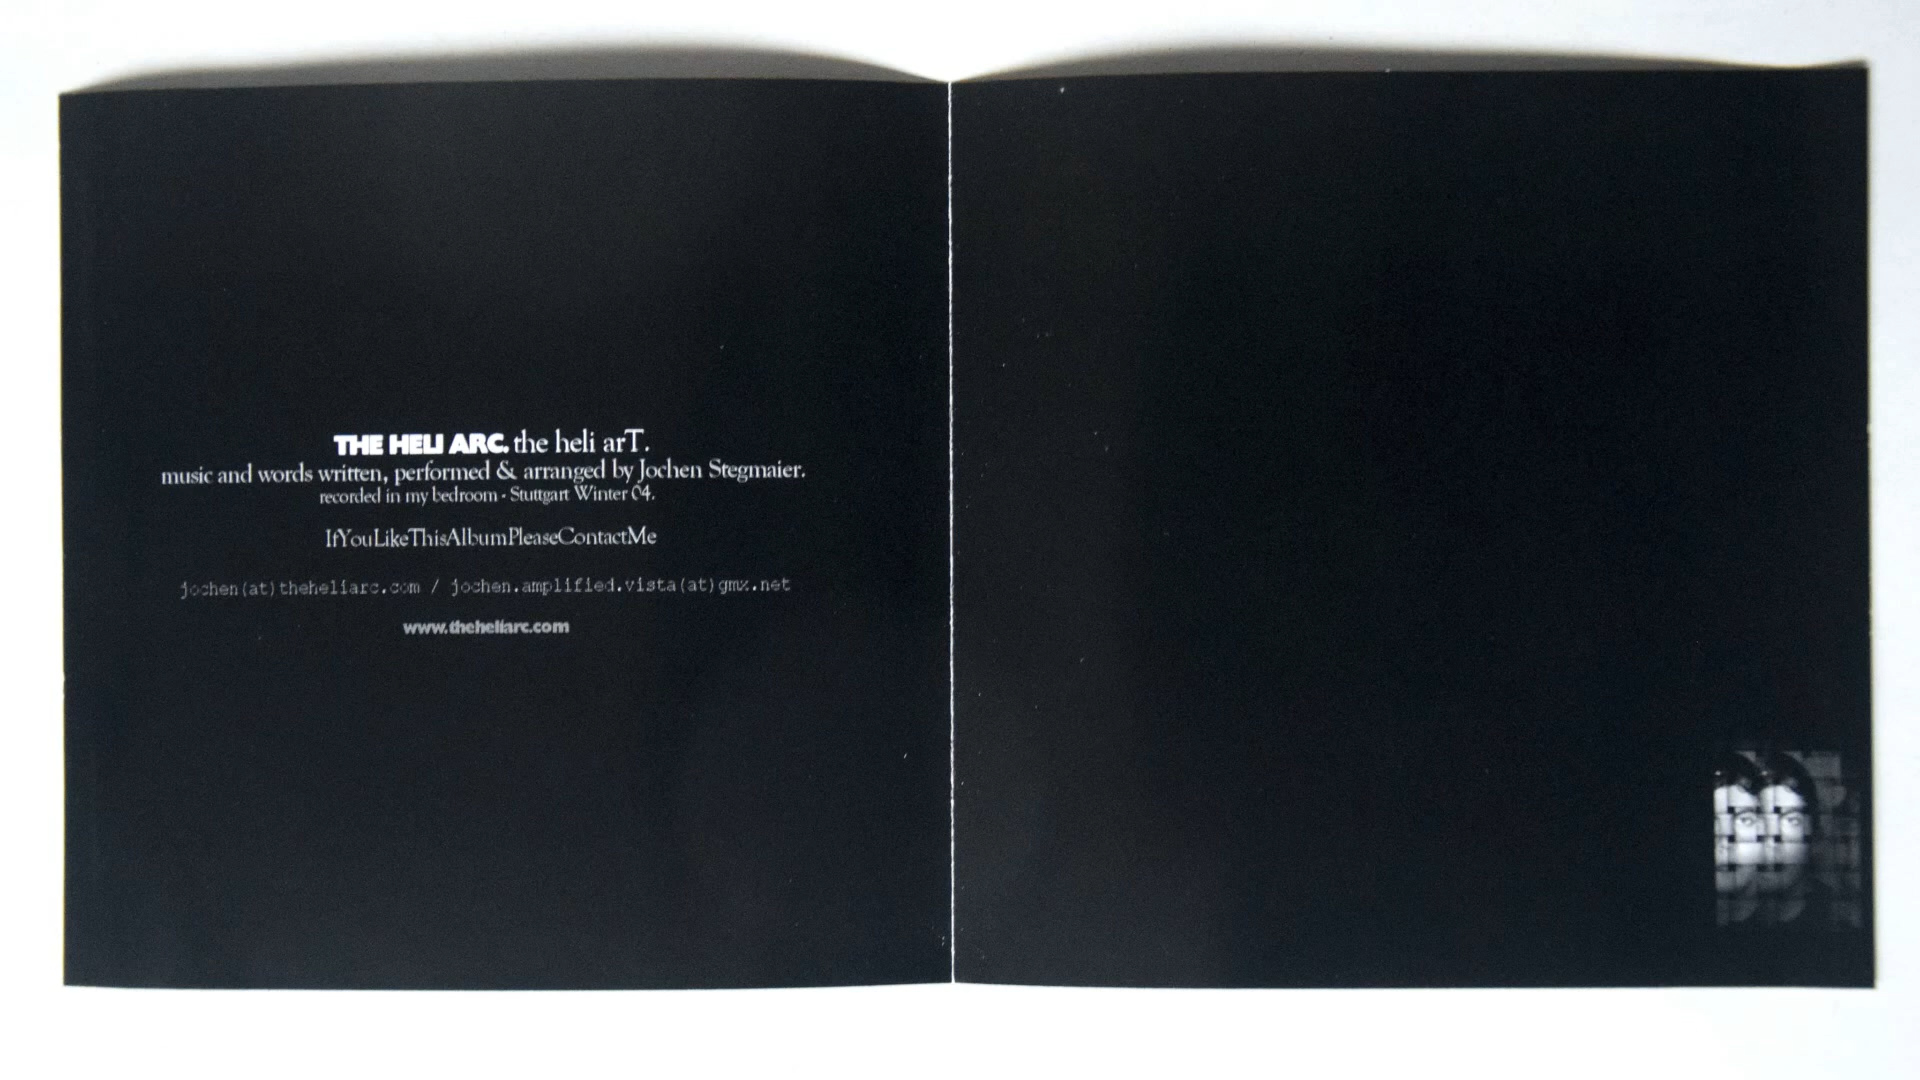 THE HELI ARC. the heli arT.
music and words written, performed & arranged by Jochen Stegmaier.
recorded in my bedroom - Stuttgart Winter 04.
IfYouLikeThisAlbumPleaseContactMe
jochen(at)theheliarc.com / jochen.amplified.vista(at)gmx.net
www.theheliarc.com